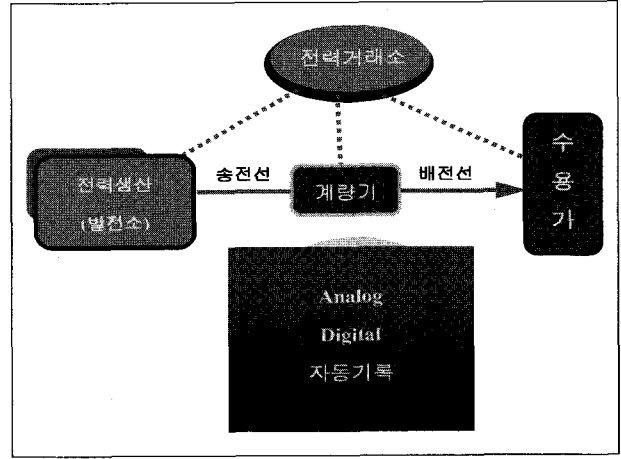 전력거래소
수
용
가
송전선
배전선
전력생산
(발전소)
계량기
Analog
Digital
자동기록